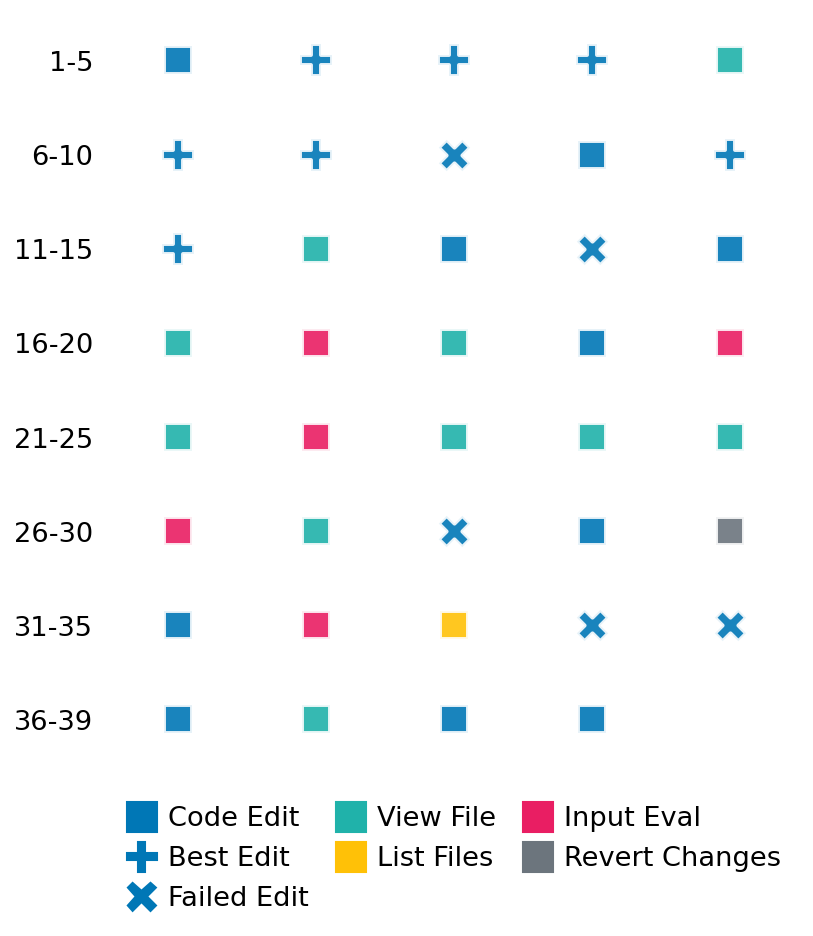 1-5
6-10
11-15
16-20
21-25
26-30
31-35
36-39
Code Edit View File Input Eval
Best Edit List Files Revert Changes
Failed Edit